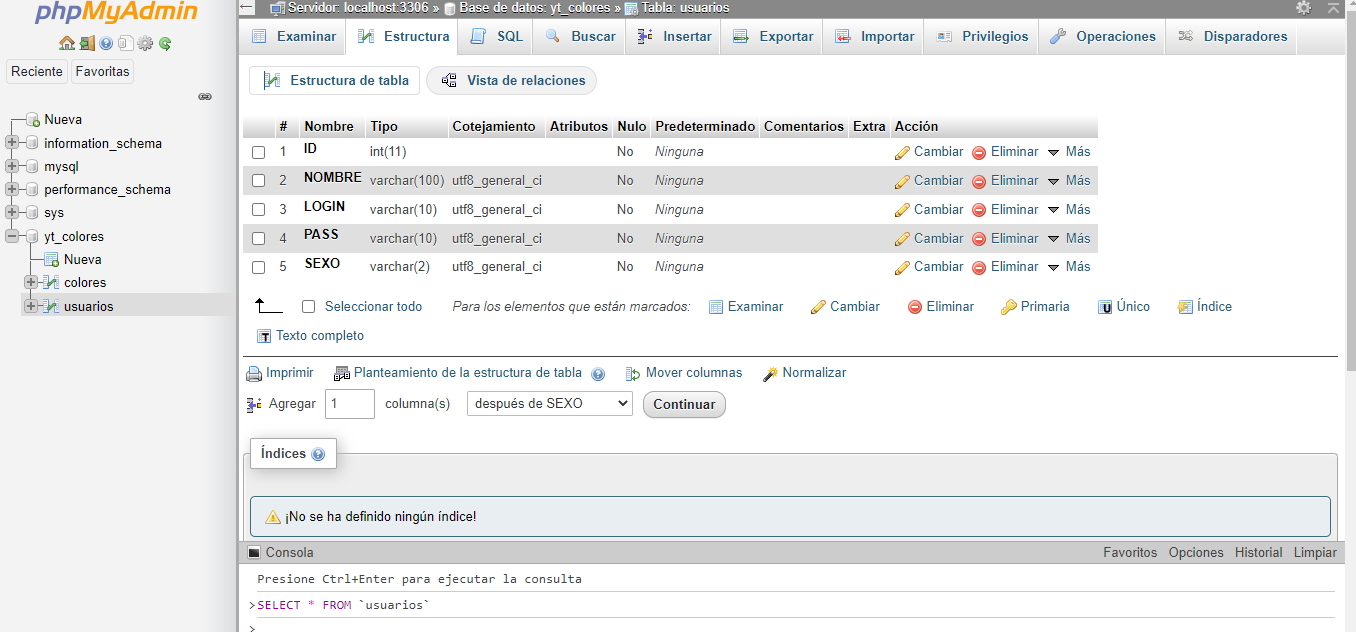 phpMyAdmin
Reciente Favoritas
Nueva
information_schema
mysql
performance_schema
sys
yt_colores
Nueva
colores
usuarios
Servidor: localhost:3306 » Base de datos: yt_colores » Tabla: usuarios
Examinar Estructura SQL Buscar Insertar Exportar Importar Privilegios Operaciones Disparadores
Estructura de tabla Vista de relaciones
# Nombre Tipo Cotejamiento Atributos Nulo Predeterminado Comentarios Extra Acción
1 ID int(11) No Ninguna Cambiar Eliminar Más
2 NOMBRE varchar(100) utf8_general_ci No Ninguna Cambiar Eliminar Más
3 LOGIN varchar(10) utf8_general_ci No Ninguna Cambiar Eliminar Más
4 PASS varchar(10) utf8_general_ci No Ninguna Cambiar Eliminar Más
5 SEXO varchar(2) utf8_general_ci No Ninguna Cambiar Eliminar Más
Seleccionar todo Para los elementos que están marcados: Examinar Cambiar Eliminar Primaria Único Índice
Texto completo
Imprimir Planteamiento de la estructura de tabla Mover columnas Normalizar
Agregar 1 columna(s) después de SEXO Continuar
Índices
¡No se ha definido ningún índice!
Consola Favoritos Opciones Historial Limpiar
Presione Ctrl+Enter para ejecutar la consulta
>SELECT * FROM `usuarios`
>